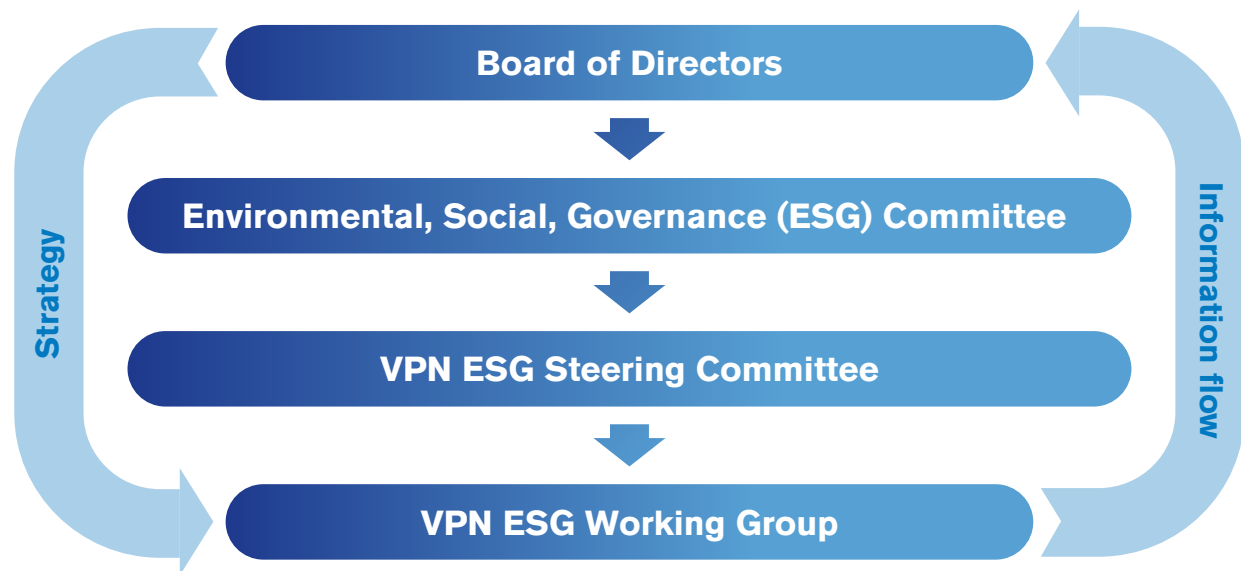 Board of Directors
Environmental, Social, Governance (ESG) Committee
VPN ESG Steering Committee
VPN ESG Working Group
Strategy
Information flow